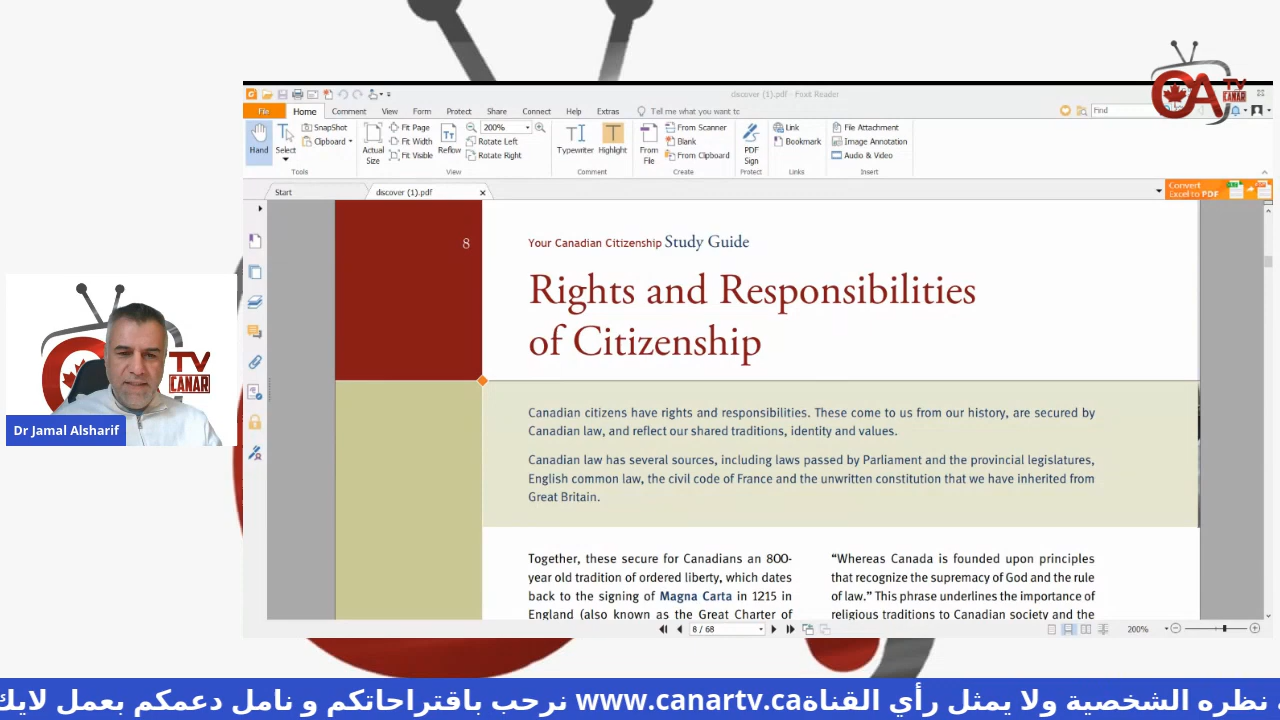 TV
CANAR
discover (1).pdf - Foxit Reader
File Home Comment View Form Protect Share Connect Help Extras Tell me what you want to Find
Hand
Select
SnapShot
Clipboard
Tools
Actual Size
Fit Page
Fit Width
Fit Visible
Reflow
200%
Rotate Left
Rotate Right
View
Typewriter
Highlight
Comment
From File
From Scanner
Blank
From Clipboard
Create
PDF Sign
Protect
Link
Bookmark
Links
File Attachment
Image Annotation
Audio & Video
Insert
Start
discover (1).pdf
Convert
Excel to PDF
8
Your Canadian Citizenship Study Guide
Rights and Responsibilities
of Citizenship
Canadian citizens have rights and responsibilities. These come to us from our history, are secured by
Canadian law, and reflect our shared traditions, identity and values.
Canadian law has several sources, including laws passed by Parliament and the provincial legislatures,
English common law, the civil code of France and the unwritten constitution that we have inherited from
Great Britain.
Together, these secure for Canadians an 800-
year old tradition of ordered liberty, which dates
back to the signing of Magna Carta in 1215 in
England (also known as the Great Charter of
“Whereas Canada is founded upon principles
that recognize the supremacy of God and the rule
of law.” This phrase underlines the importance of
religious traditions to Canadian society and the
8 / 68
200%
TV
CANAR
Dr Jamal Alsharif
نظره الشخصية ولا يمثل رأي القناة www.canartv.ca نرحب باقتراحاتكم و نامل دعمكم بعمل لايك